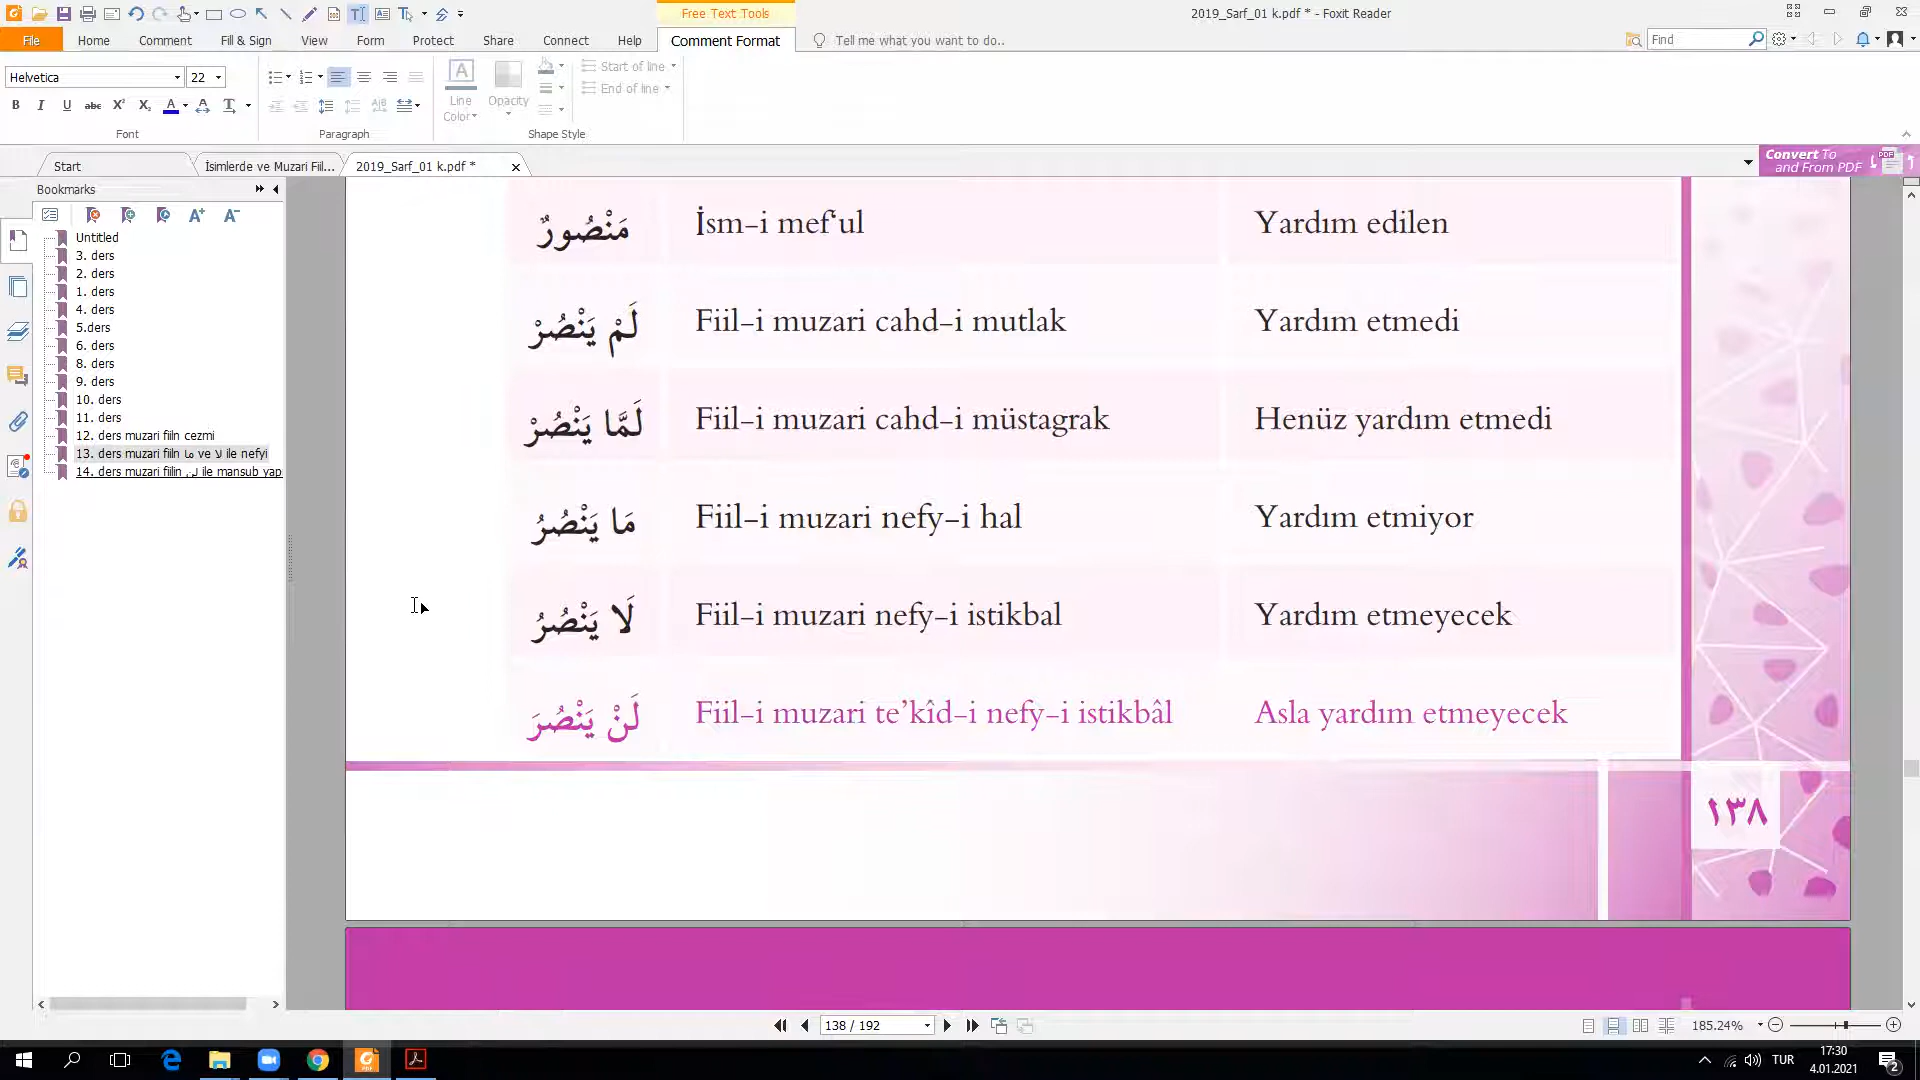 2019_Sarf_01 k.pdf * - Foxit Reader
Free Text Tools
File Home Comment Fill & Sign View Form Protect Share Connect Help Comment Format Tell me what you want to do.. Find
Helvetica 22
Line Color
Opacity
Start of line
End of line
Font Paragraph Shape Style
Start İsimlerde ve Muzari Fiil... 2019_Sarf_01 k.pdf *
Convert To and From PDF
Bookmarks
Untitled
3. ders
2. ders
1. ders
4. ders
5.ders
6. ders
8. ders
9. ders
10. ders
11. ders
12. ders muzari fiiln cezmi
13. ders muzari fiiln ما ve لا ile nefyi
14. ders muzari fiilin لن ile mansub yap
مَنْصُورٌ İsm-i mef‘ul Yardım edilen
لَمْ يَنْصُرْ Fiil-i muzari cahd-i mutlak Yardım etmedi
لَمَّا يَنْصُرْ Fiil-i muzari cahd-i müstagrak Henüz yardım etmedi
مَا يَنْصُرُ Fiil-i muzari nefy-i hal Yardım etmiyor
لَا يَنْصُرُ Fiil-i muzari nefy-i istikbal Yardım etmeyecek
لَنْ يَنْصُرَ Fiil-i muzari te’kîd-i nefy-i istikbâl Asla yardım etmeyecek
١٣٨
138 / 192
185.24%
TUR
17:30
4.01.2021
2